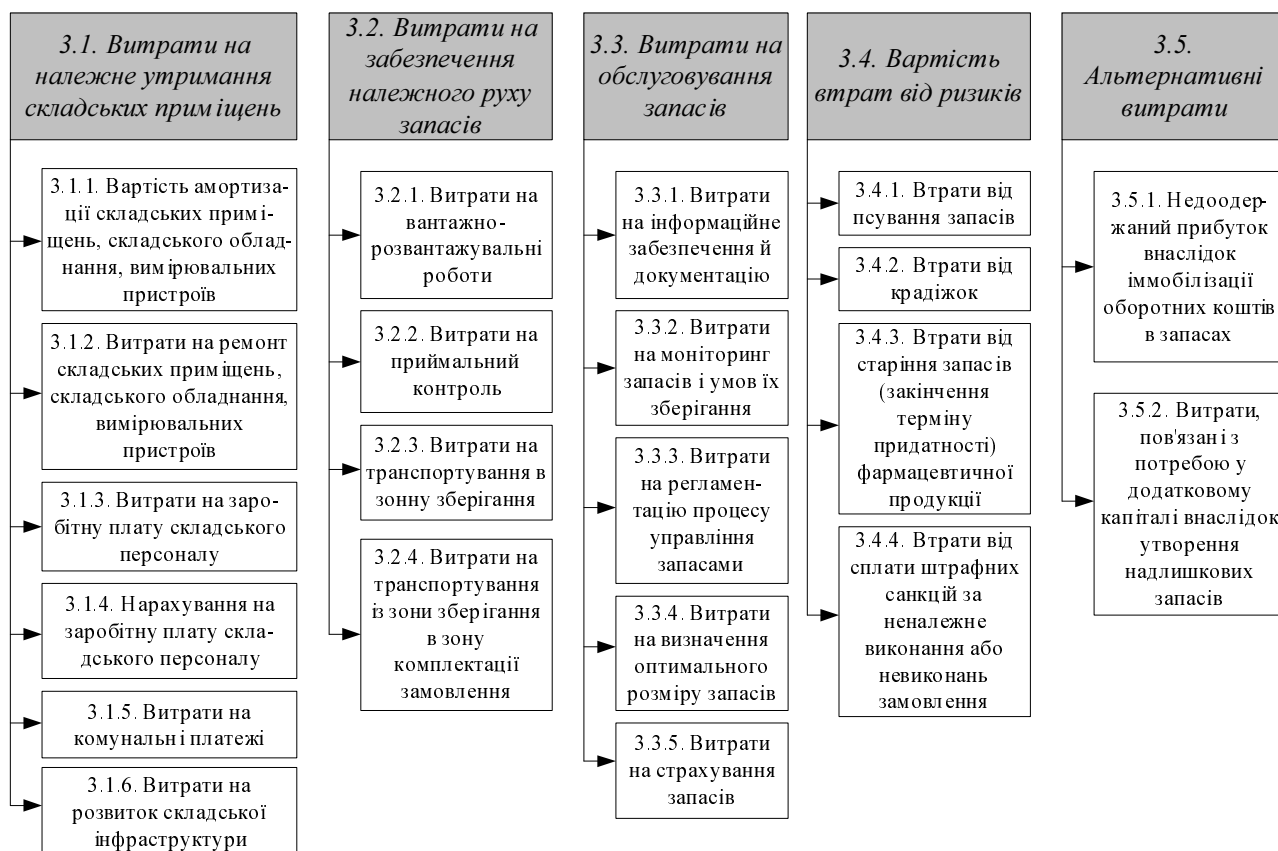 3.1. Витрати на
належне утримання
складських приміщень
3.1.1. Вартість амортиза-
ції складських примі-
щень, складського облад-
нання, вимірювальних
пристроїв
3.1.2. Витрати на ремонт
складських приміщень,
складського обладнання,
вимірювальних
пристроїв
3.1.3. Витрати на заро-
бітну плату складського
персоналу
3.1.4. Нарахування на
заробітну плату скла-
дського персоналу
3.1.5. Витрати на
комунальні платежі
3.1.6. Витрати на
розвиток складської
інфраструктури
3.2. Витрати на
забезпечення
належного руху
запасів
3.2.1. Витрати на
вантажно-
розвантажувальні
роботи
3.2.2. Витрати на
приймальний
контроль
3.2.3. Витрати на
транспортування в
зонну зберігання
3.2.4. Витрати на
транспортування
із зони зберігання
в зону
комплектації
замовлення
3.3. Витрати на
обслуговування
запасів
3.3.1. Витрати
на інформаційне
забезпечення й
документацію
3.3.2. Витрати
на моніторинг
запасів і умов їх
зберігання
3.3.3. Витрати
на регламен-
тацію процесу
управління
запасами
3.3.4. Витрати
на визначення
оптимального
розміру запасів
3.3.5. Витрати
на страхування
запасів
3.4. Вартість
втрат від ризиків
3.4.1. Втрати від
псування запасів
3.4.2. Втрати від
крадіжок
3.4.3. Втрати від
старіння запасів
(закінчення
терміну
придатності)
фармацевтичної
продукції
3.4.4. Втрати від
сплати штрафних
санкцій за
неналежне
виконання або
невиконань
замовлення
3.5.
Альтернативні
витрати
3.5.1. Недоодер-
жаний прибуток
внаслідок
іммобілізації
оборотних коштів
в запасах
3.5.2. Витрати,
пов'язані з
потребою у
додатковому
капіталі внаслідок
утворення
надлишкових
запасів